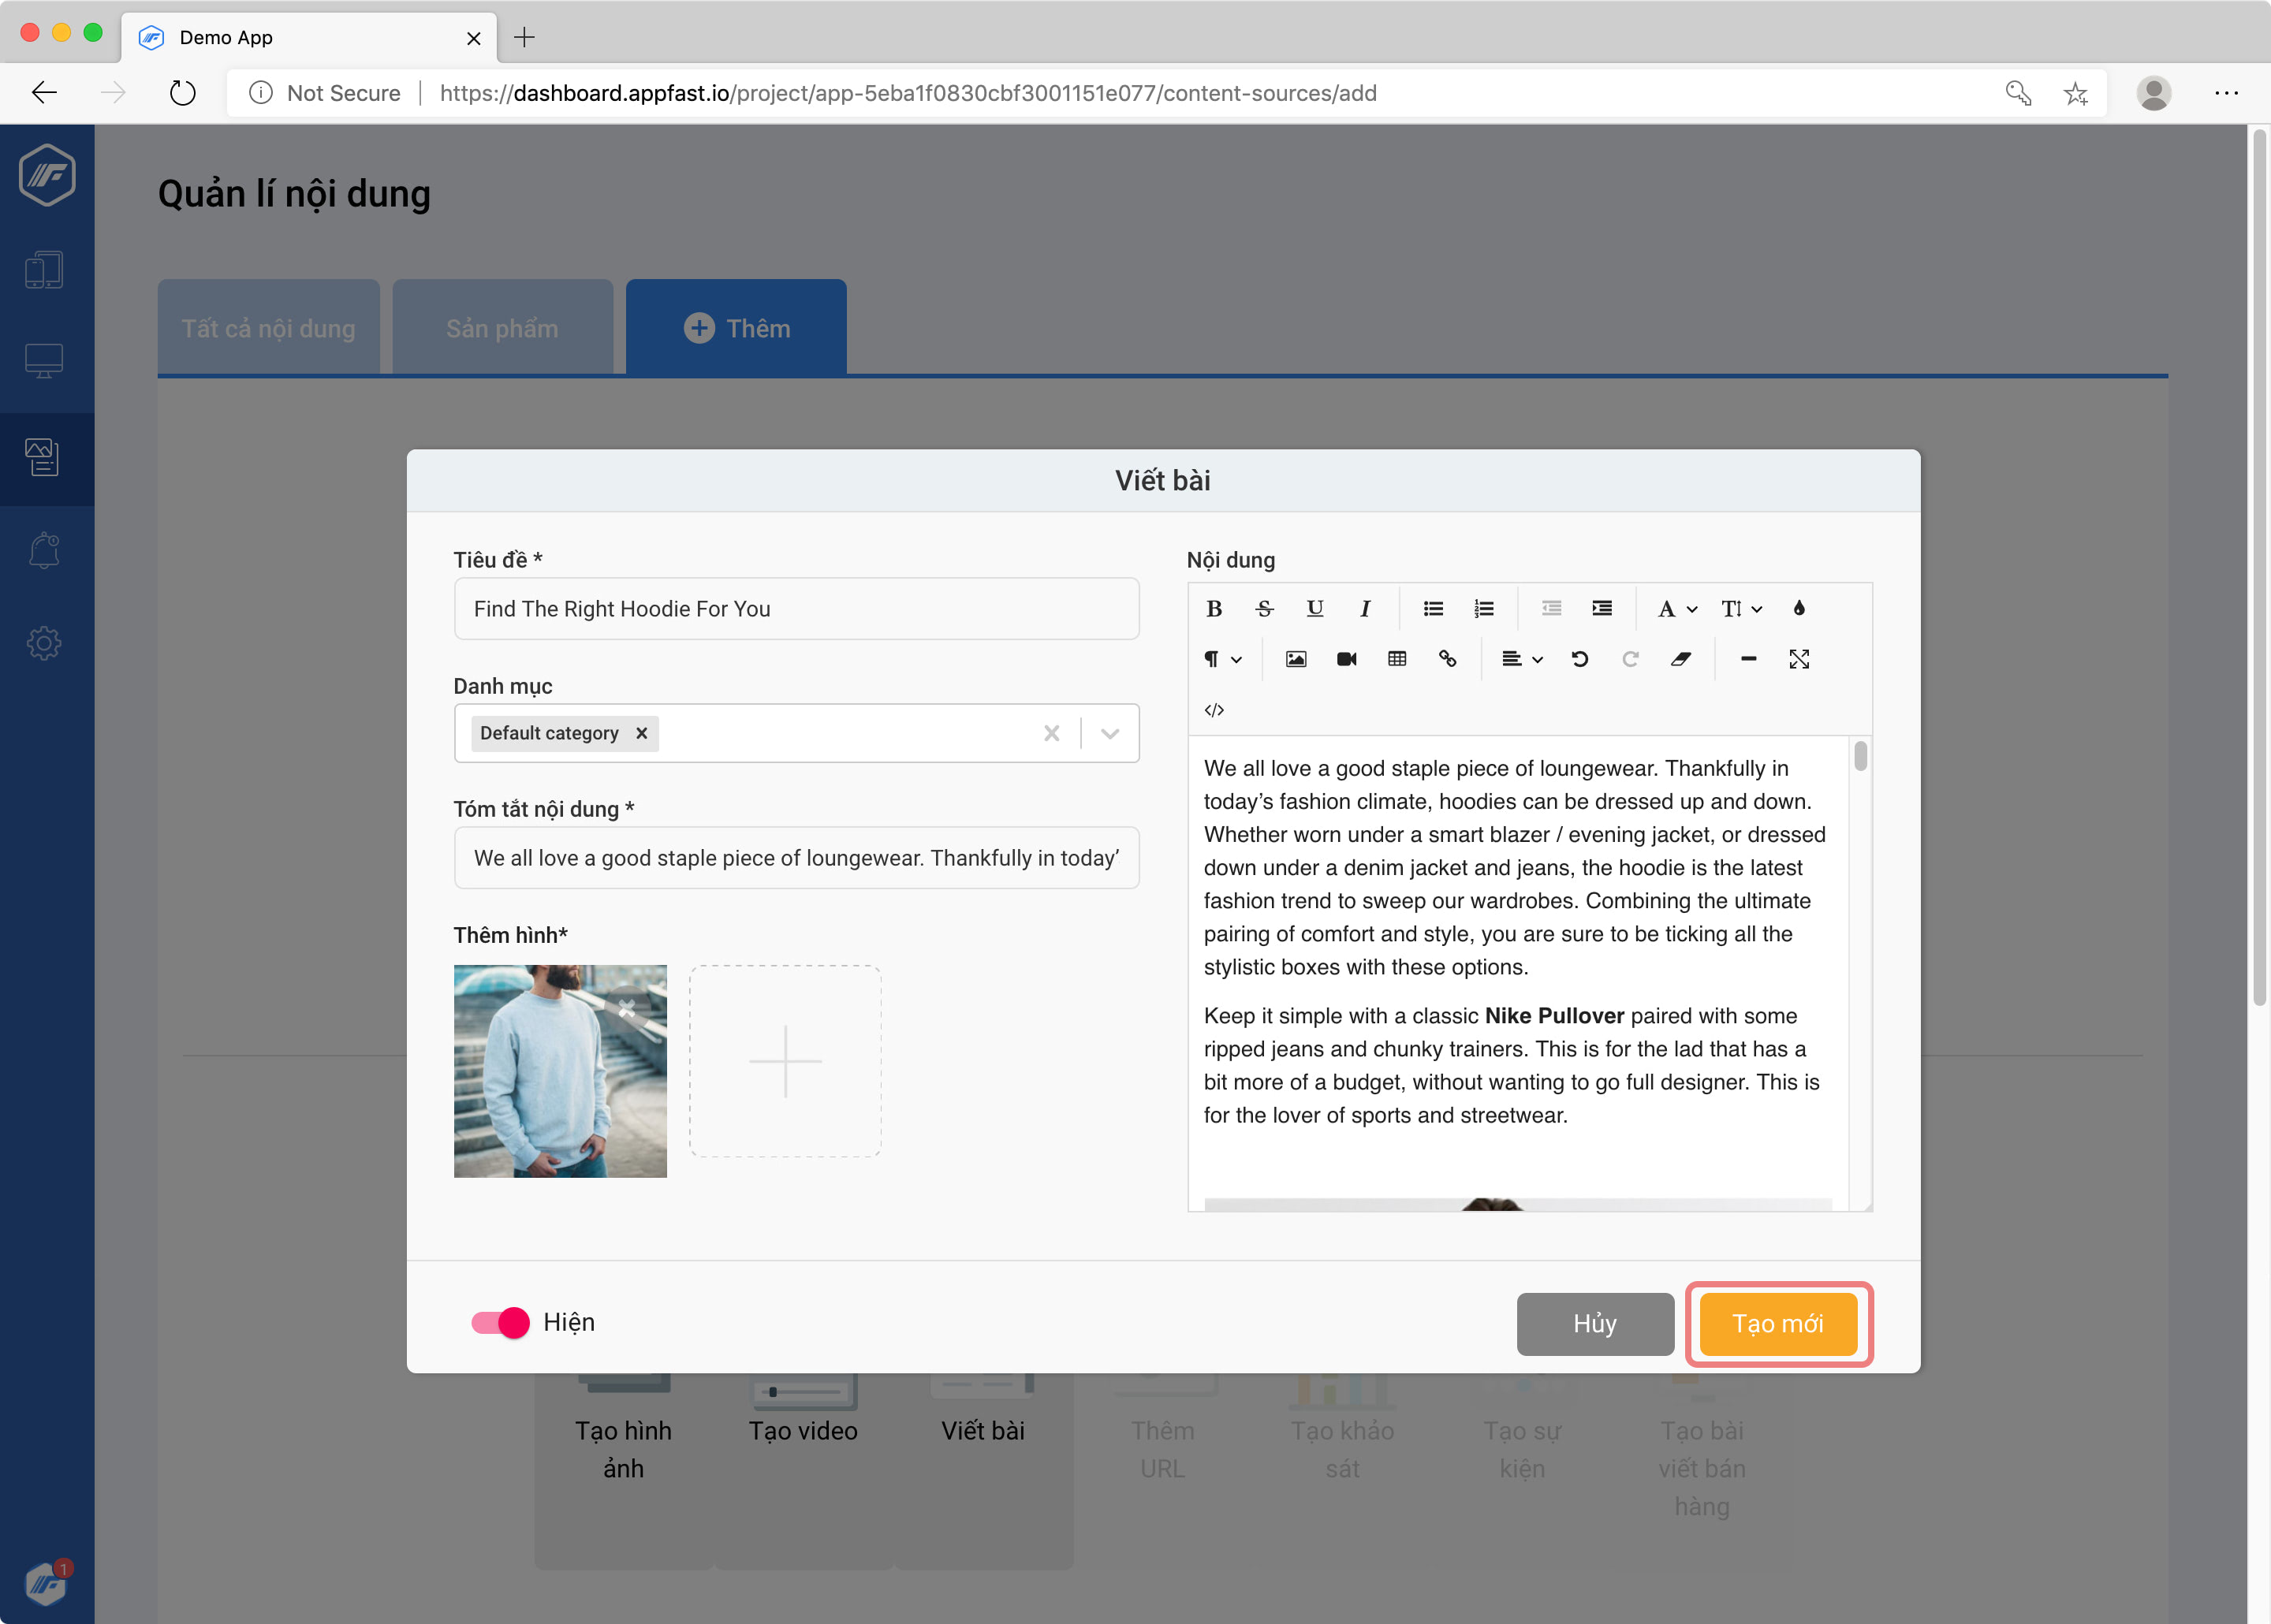 Demo App
Not Secure
https://dashboard.appfast.io/project/app-5eba1f0830cbf3001151e077/content-sources/add
Quản lí nội dung
Tất cả nội dung
Sản phẩm
Thêm
Viết bài
Tiêu đề *
Find The Right Hoodie For You
Danh mục
Default category
Tóm tắt nội dung *
We all love a good staple piece of loungewear. Thankfully in today’
Thêm hình*
Nội dung
We all love a good staple piece of loungewear. Thankfully in
today’s fashion climate, hoodies can be dressed up and down.
Whether worn under a smart blazer / evening jacket, or dressed
down under a denim jacket and jeans, the hoodie is the latest
fashion trend to sweep our wardrobes. Combining the ultimate
pairing of comfort and style, you are sure to be ticking all the
stylistic boxes with these options.
Keep it simple with a classic Nike Pullover paired with some
ripped jeans and chunky trainers. This is for the lad that has a
bit more of a budget, without wanting to go full designer. This is
for the lover of sports and streetwear.
Hiện
Hủy
Tạo mới
Tạo hình
ảnh
Tạo video
Viết bài
Thêm
URL
Tạo khảo
sát
Tạo sự
kiện
Tạo bài
viết bán
hàng
1